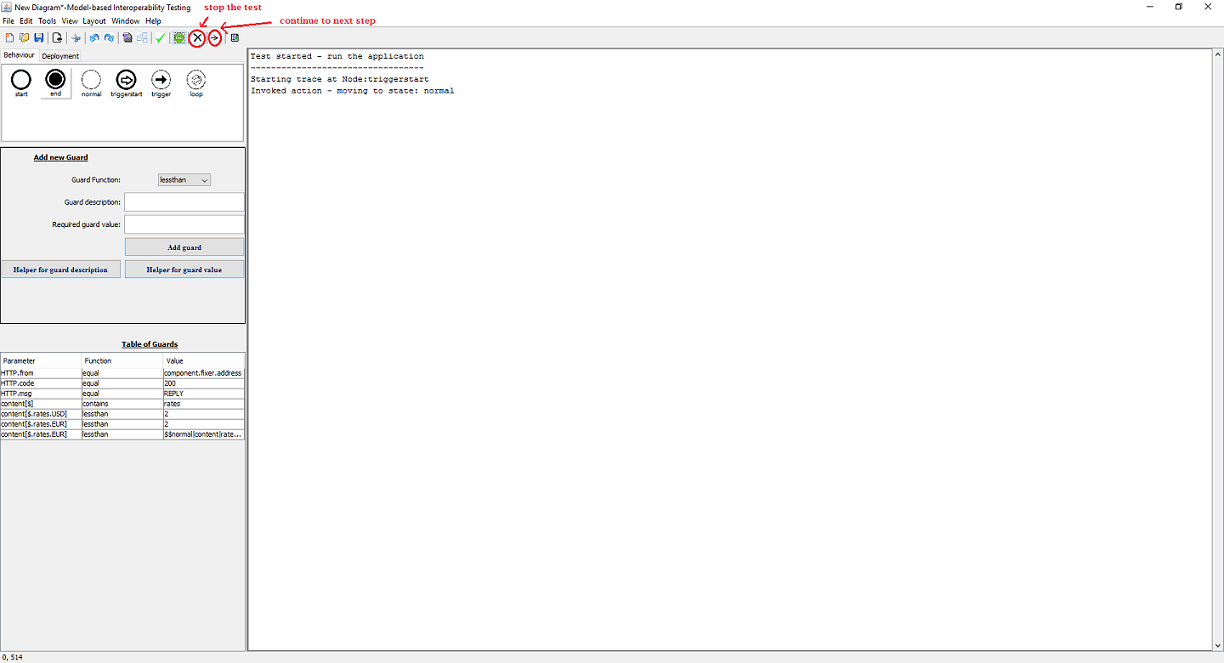 New Diagram*-Model-based Interoperability Testing
stop the test
File Edit Tools View Layout Window Help
continue to next step
Behaviour Deployment
start end normal triggerstart trigger loop
Add new Guard
Guard Function: lessthan
Guard description:
Required guard value:
Add guard
Helper for guard description Helper for guard value
Table of Guards
Parameter Function Value
HTTP.from equal component.fixer.address
HTTP.code equal 200
HTTP.msg equal REPLY
content[$] contains rates
content[$.rates.USD] lessthan 2
content[$.rates.EUR] lessthan 2
content[$.rates.EUR] lessthan $$normal|content|rate...
Test started - run the application
----------------------------------
Starting trace at Node:triggerstart
Invoked action - moving to state: normal
0, 514